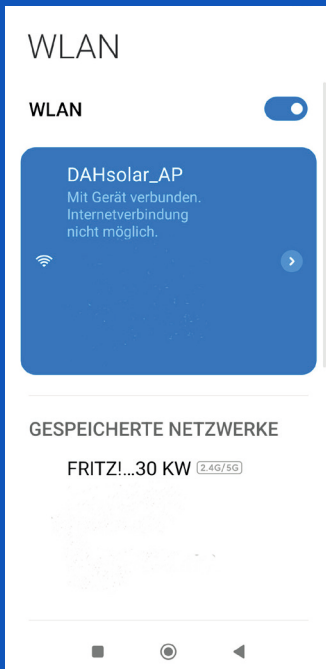 WLAN
WLAN
DAHsolar_AP
Mit Gerät verbunden.
Internetverbindung
nicht möglich.
GESPEICHERTE NETZWERKE
FRITZ!...30 KW 2.4G/5G